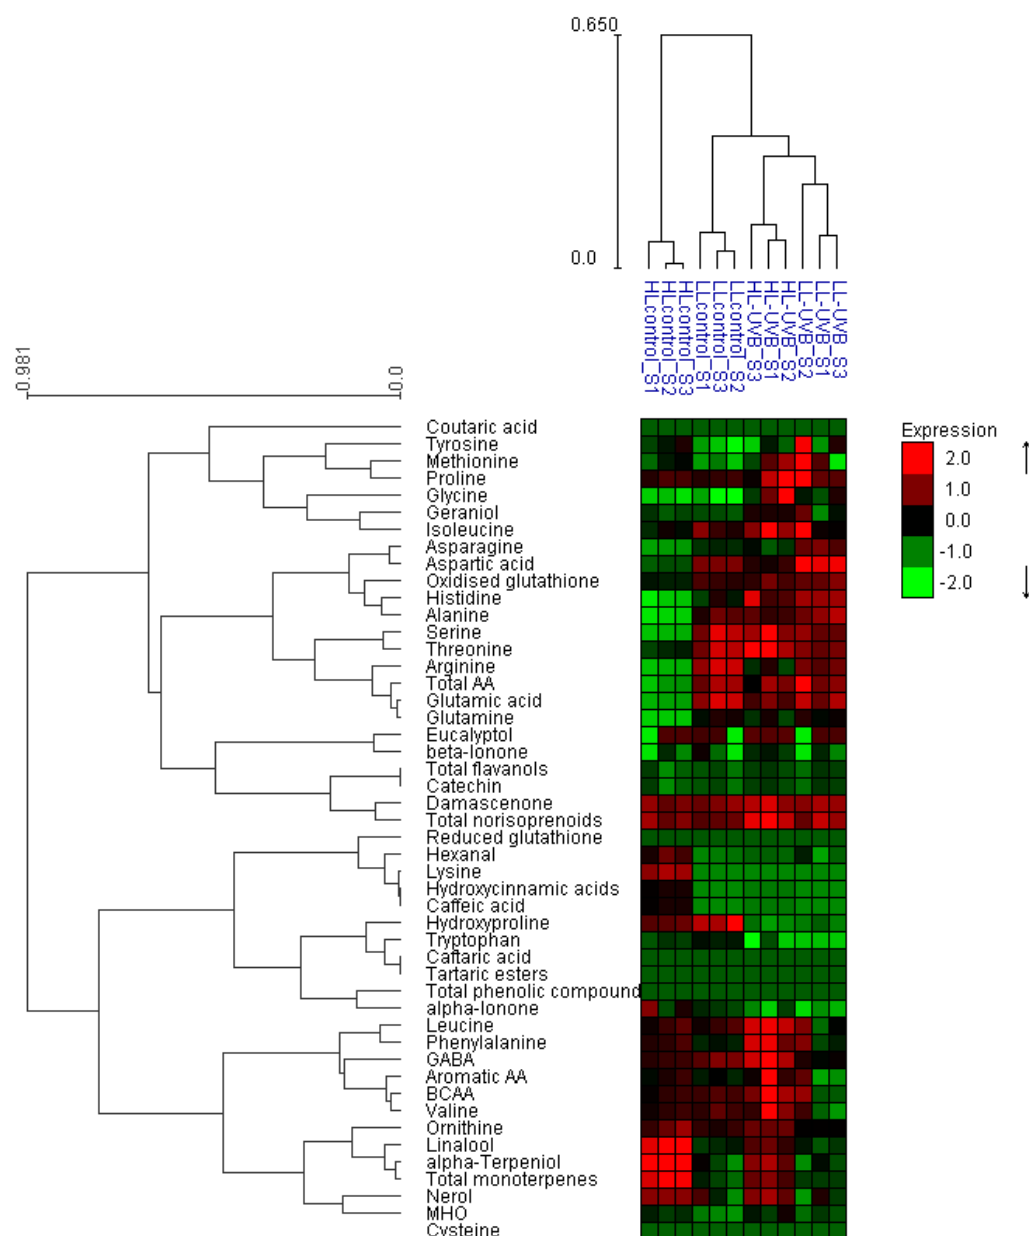 0.650
0.0
HLcontrol_S1
HLcontrol_S2
HLcontrol_S3
LLcontrol_S1
LLcontrol_S3
LLconTrol_S2
HL-UVB_S3
HL-UVB_S1
HL-UVB_S2
LL-UVB_S2
LL-UVB_S1
LL-UVB_S3
-0.981
0.0
Expression
2.0
1.0
0.0
-1.0
-2.0
Coutaric acid
Tyrosine
Methionine
Proline
Glycine
Geraniol
Isoleucine
Asparagine
Aspartic acid
Oxidised glutathione
Histidine
Alanine
Serine
Threonine
Arginine
Total AA
Glutamic acid
Glutamine
Eucalyptol
beta-Ionone
Total flavanols
Catechin
Damascenone
Total norisoprenoids
Reduced glutathione
Hexanal
Lysine
Hydroxycinnamic acids
Caffeic acid
Hydroxyproline
Tryptophan
Caftaric acid
Tartaric esters
Total phenolic compound
alpha-Ionone
Leucine
Phenylalanine
GABA
Aromatic AA
BCAA
Valine
Ornithine
Linalool
alpha-Terpeniol
Total monoterpenes
Nerol
MHO
Cysteine